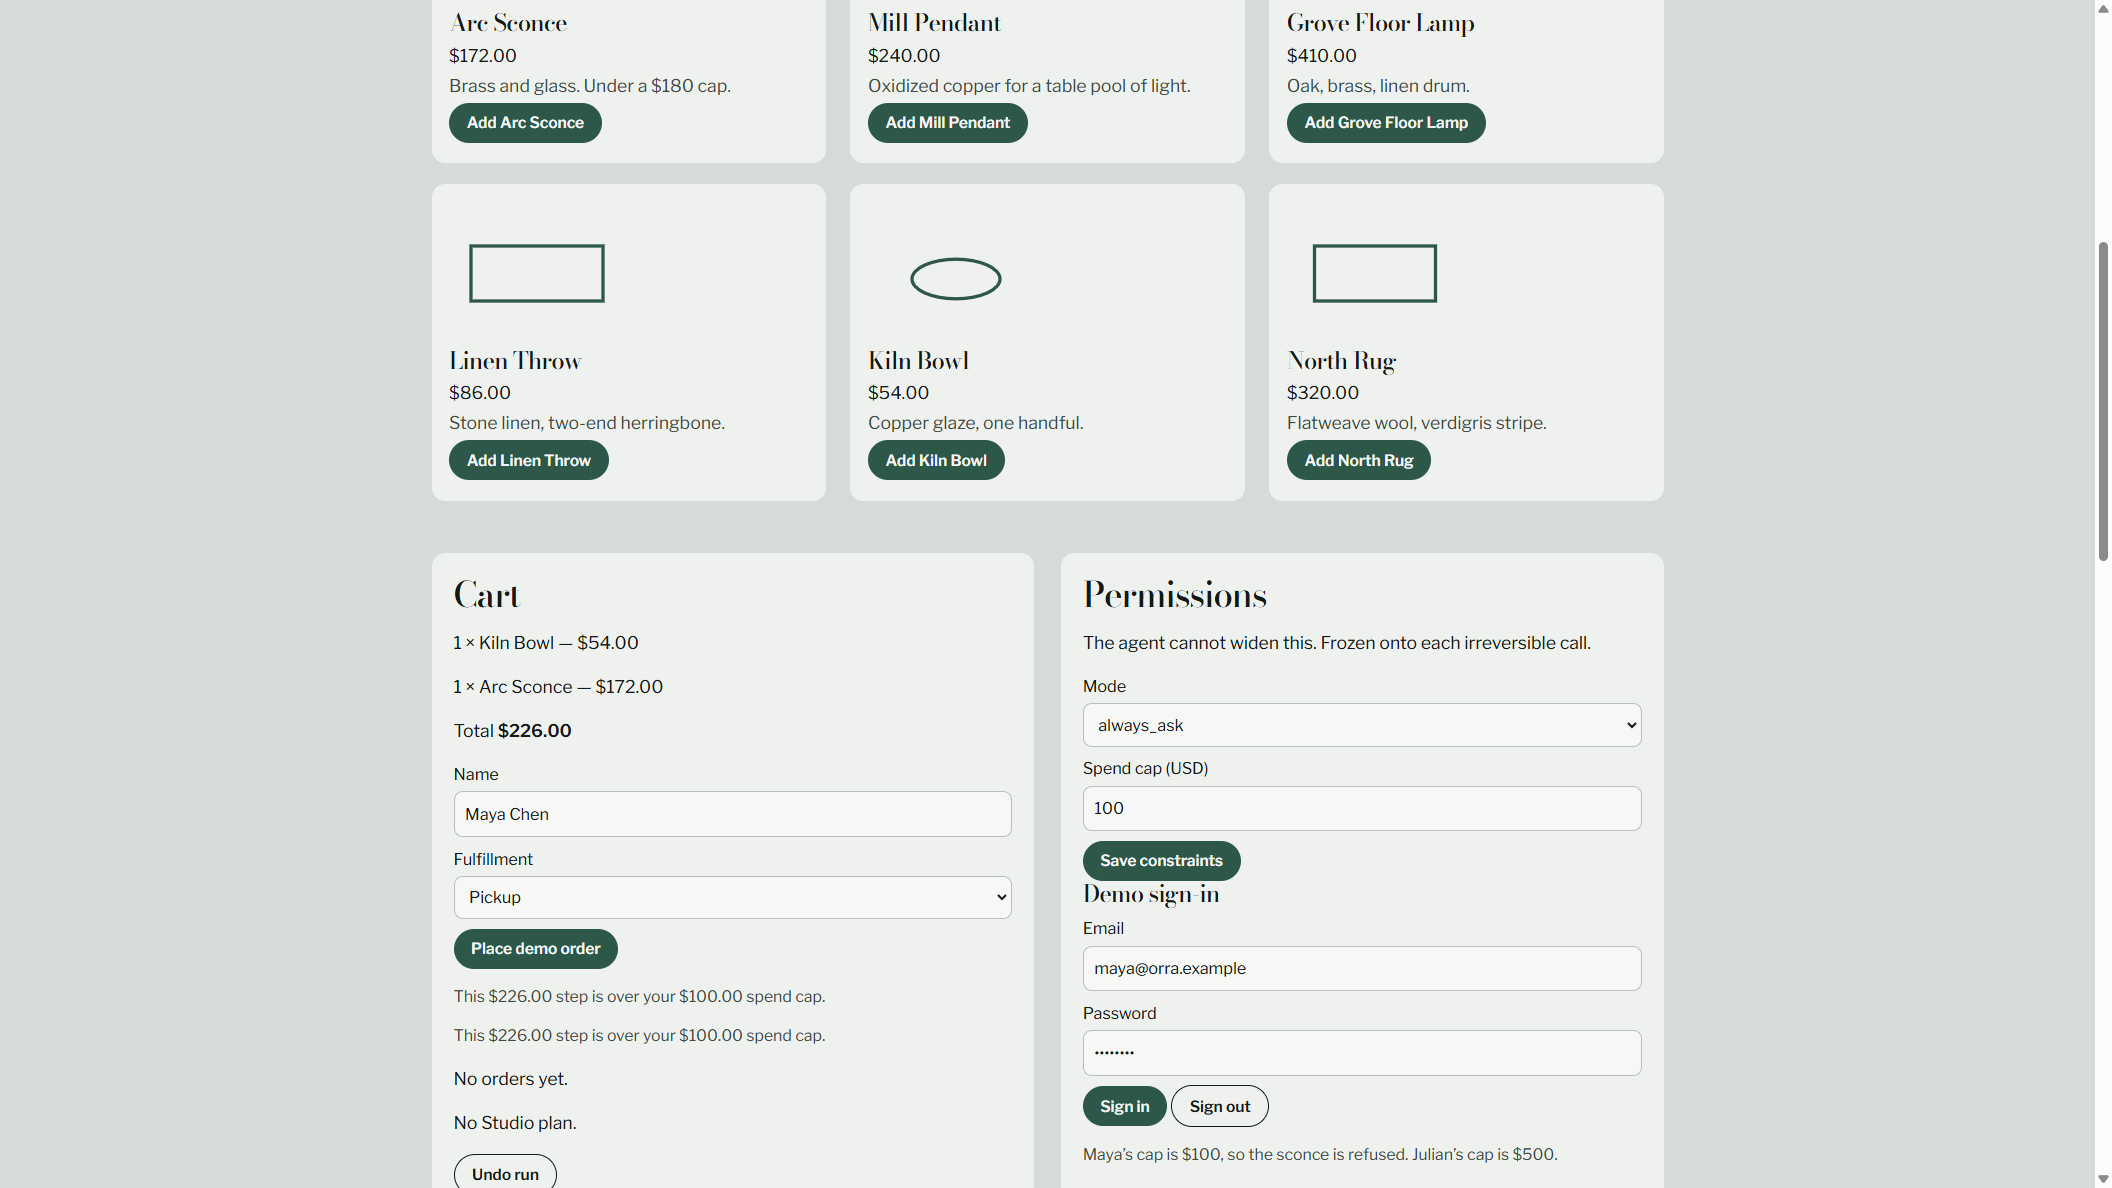 Arc Sconce
$172.00
Brass and glass. Under a $180 cap.
Add Arc Sconce
Mill Pendant
$240.00
Oxidized copper for a table pool of light.
Add Mill Pendant
Grove Floor Lamp
$410.00
Oak, brass, linen drum.
Add Grove Floor Lamp
Linen Throw
$86.00
Stone linen, two-end herringbone.
Add Linen Throw
Kiln Bowl
$54.00
Copper glaze, one handful.
Add Kiln Bowl
North Rug
$320.00
Flatweave wool, verdigris stripe.
Add North Rug
Cart
1 × Kiln Bowl — $54.00
1 × Arc Sconce — $172.00
Total $226.00
Name
Maya Chen
Fulfillment
Pickup
Place demo order
This $226.00 step is over your $100.00 spend cap.
This $226.00 step is over your $100.00 spend cap.
No orders yet.
No Studio plan.
Undo run
Permissions
The agent cannot widen this. Frozen onto each irreversible call.
Mode
always_ask
Spend cap (USD)
100
Save constraints
Demo sign-in
Email
maya@orra.example
Password
••••••••
Sign in
Sign out
Maya’s cap is $100, so the sconce is refused. Julian’s cap is $500.